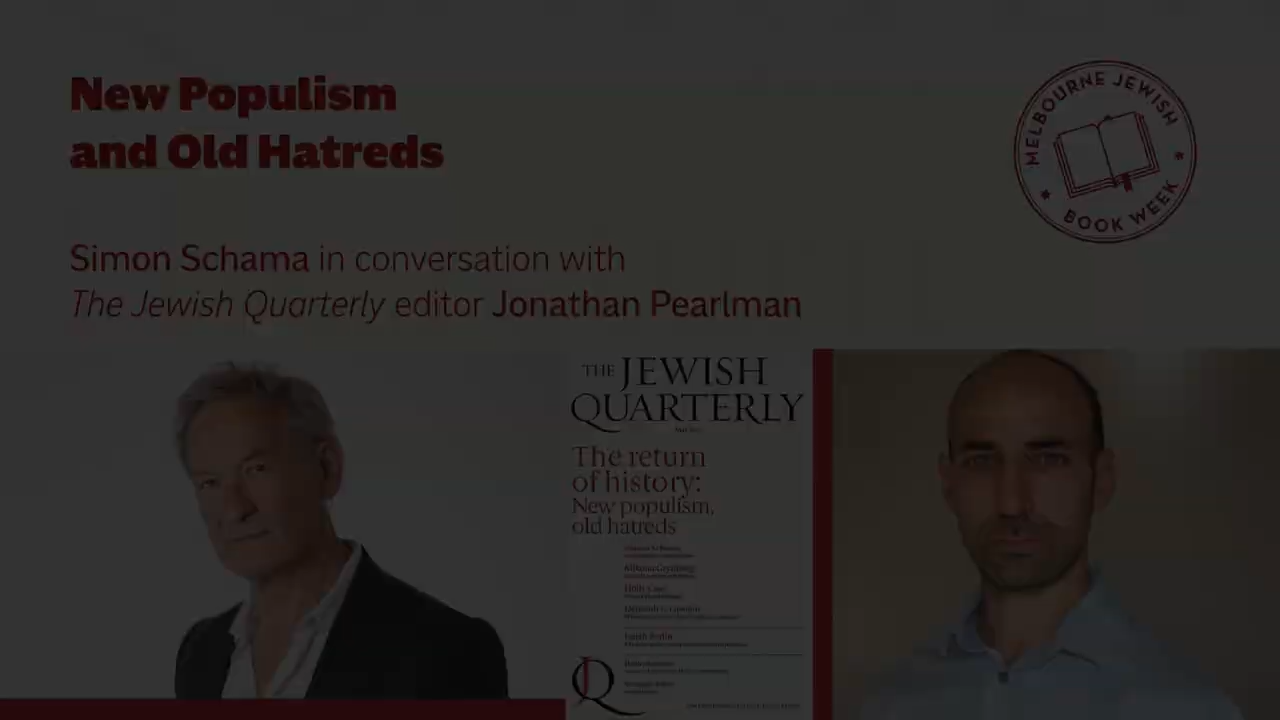 New Populism
and Old Hatreds
MELBOURNE JEWISH
BOOK WEEK
Simon Schama in conversation with
The Jewish Quarterly editor Jonathan Pearlman
THE JEWISH
QUARTERLY
The return
of history:
New populism,
old hatreds
JQ